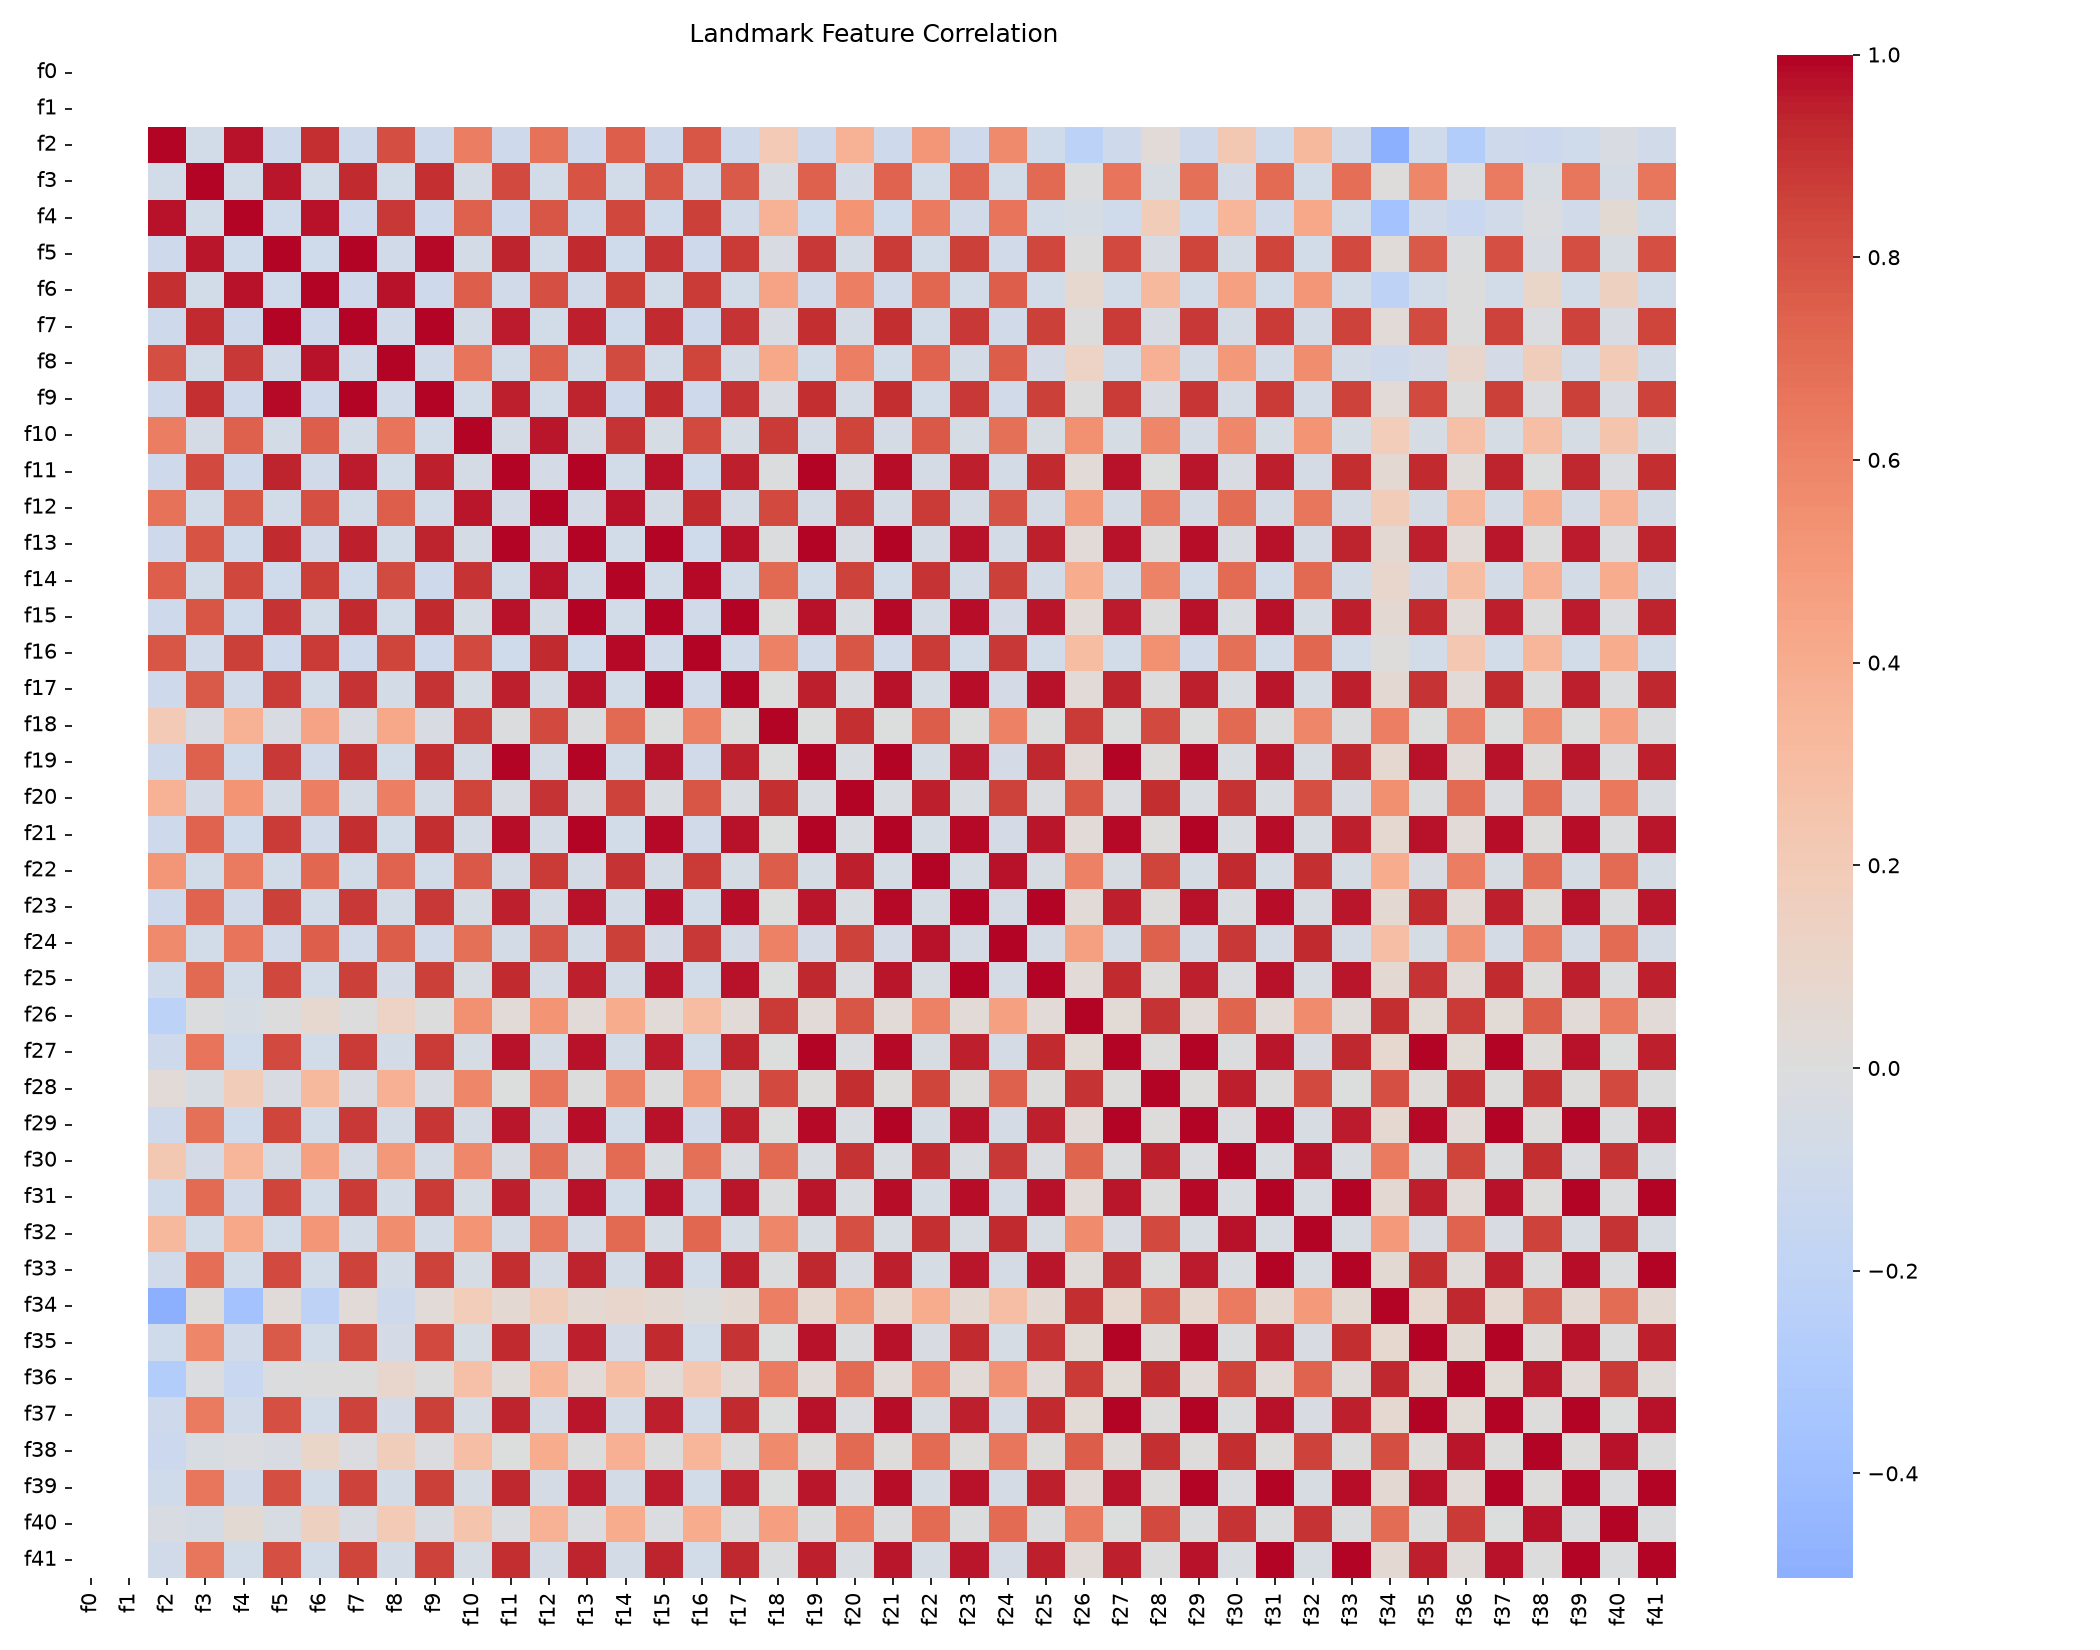 Landmark Feature Correlation
f0
f1
f2
f3
f4
f5
f6
f7
f8
f9
f10
f11
f12
f13
f14
f15
f16
f17
f18
f19
f20
f21
f22
f23
f24
f25
f26
f27
f28
f29
f30
f31
f32
f33
f34
f35
f36
f37
f38
f39
f40
f41
f0 f1 f2 f3 f4 f5 f6 f7 f8 f9 f10 f11 f12 f13 f14 f15 f16 f17 f18 f19 f20 f21 f22 f23 f24 f25 f26 f27 f28 f29 f30 f31 f32 f33 f34 f35 f36 f37 f38 f39 f40 f41
1.0
0.8
0.6
0.4
0.2
0.0
−0.2
−0.4